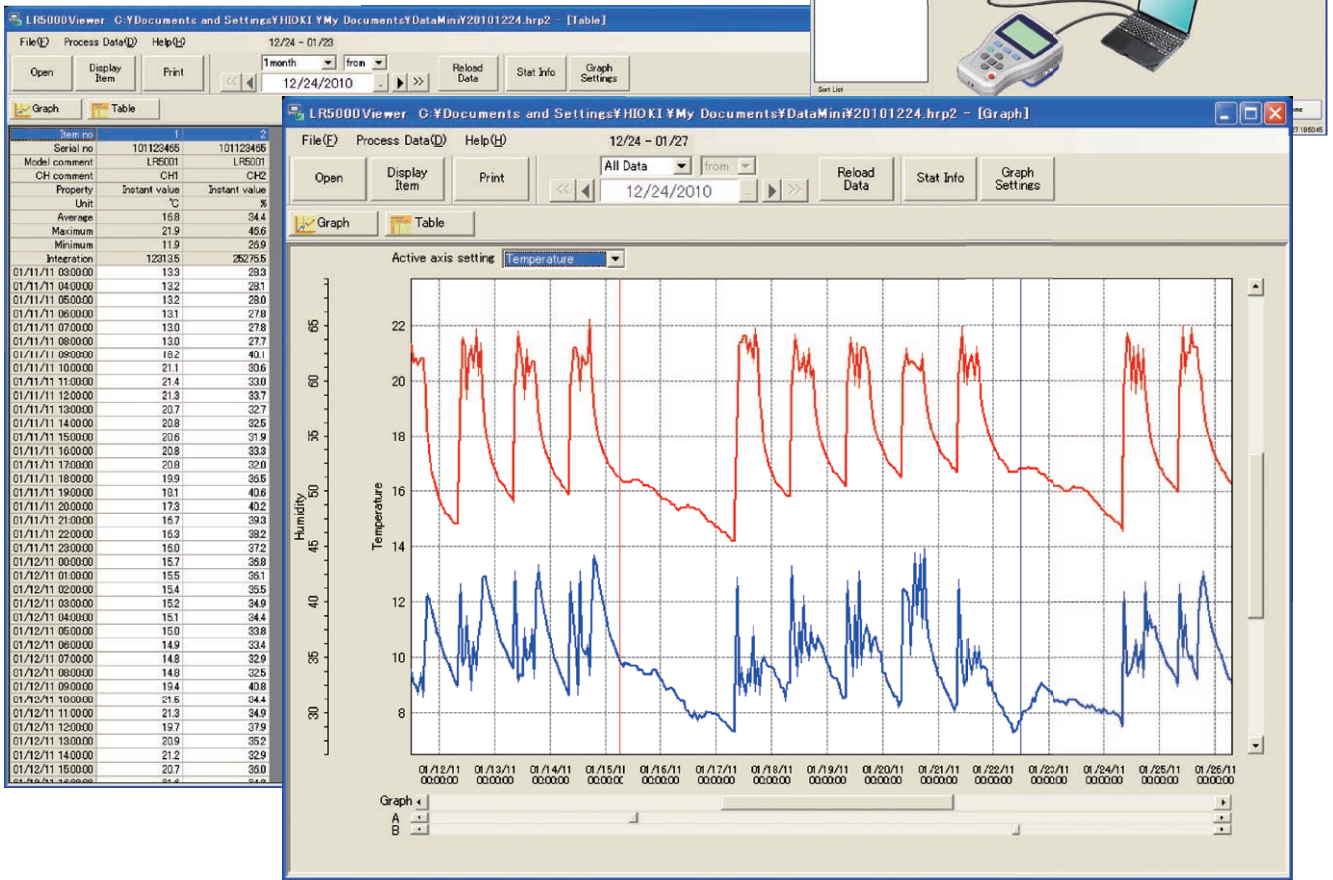 LR5000Viewer C:¥Documents and Settings¥HIOKI ¥My Documents¥DataMini¥20101224.hrp2 - [Table]
File(F) Process Data(D) Help(H) 12/24 - 01/23
Open Display Item Print 1month from 12/24/2010 .. Reload Data Stat Info Graph Settings
Graph Table
Sort List
Item no 1 2
Serial no 101123465 101123465
Model comment LR5001 LR5001
CH comment CH1 CH2
Property Instant value Instant value
Unit °C %
Average 16.8 34.4
Maximum 21.9 46.6
Minimum 11.9 26.9
Integration 12313.5 25275.5
01/11/11 03:00:00 13.3 28.3
01/11/11 04:00:00 13.2 28.1
01/11/11 05:00:00 13.2 28.0
01/11/11 06:00:00 13.1 27.8
01/11/11 07:00:00 13.0 27.8
01/11/11 08:00:00 13.0 27.7
01/11/11 09:00:00 18.2 40.1
01/11/11 10:00:00 21.1 30.6
01/11/11 11:00:00 21.4 33.0
01/11/11 12:00:00 21.3 33.7
01/11/11 13:00:00 20.7 32.7
01/11/11 14:00:00 20.8 32.5
01/11/11 15:00:00 20.6 31.9
01/11/11 16:00:00 20.8 33.3
01/11/11 17:00:00 20.8 32.0
01/11/11 18:00:00 19.9 35.5
01/11/11 19:00:00 18.1 40.6
01/11/11 20:00:00 17.3 40.2
01/11/11 21:00:00 16.7 39.3
01/11/11 22:00:00 16.3 38.2
01/11/11 23:00:00 16.0 37.2
01/12/11 00:00:00 15.7 36.8
01/12/11 01:00:00 15.5 36.1
01/12/11 02:00:00 15.4 35.5
01/12/11 03:00:00 15.2 34.9
01/12/11 04:00:00 15.1 34.4
01/12/11 05:00:00 15.0 33.8
01/12/11 06:00:00 14.9 33.4
01/12/11 07:00:00 14.8 32.9
01/12/11 08:00:00 14.8 32.5
01/12/11 09:00:00 19.4 40.8
01/12/11 10:00:00 21.6 34.4
01/12/11 11:00:00 21.3 34.9
01/12/11 12:00:00 19.7 37.9
01/12/11 13:00:00 20.9 35.2
01/12/11 14:00:00 21.2 32.9
01/12/11 15:00:00 20.7 36.0
LR5000Viewer C:¥Documents and Settings¥HIOKI ¥My Documents¥DataMini¥20101224.hrp2 - [Graph]
File(F) Process Data(D) Help(H) 12/24 - 01/27
Open Display Item Print All Data from 12/24/2010 .. Reload Data Stat Info Graph Settings
Graph Table
Active axis setting Temperature
Humidity
65
60
55
50
45
40
35
30
Temperature
22
20
18
16
14
12
10
8
01/12/11 01/13/11 01/14/11 01/15/11 01/16/11 01/17/11 01/18/11 01/19/11 01/20/11 01/21/11 01/22/11 01/23/11 01/24/11 01/25/11 01/26/11
00:00:00 00:00:00 00:00:00 00:00:00 00:00:00 00:00:00 00:00:00 00:00:00 00:00:00 00:00:00 00:00:00 00:00:00 00:00:00 00:00:00 00:00:00
Graph
A
B